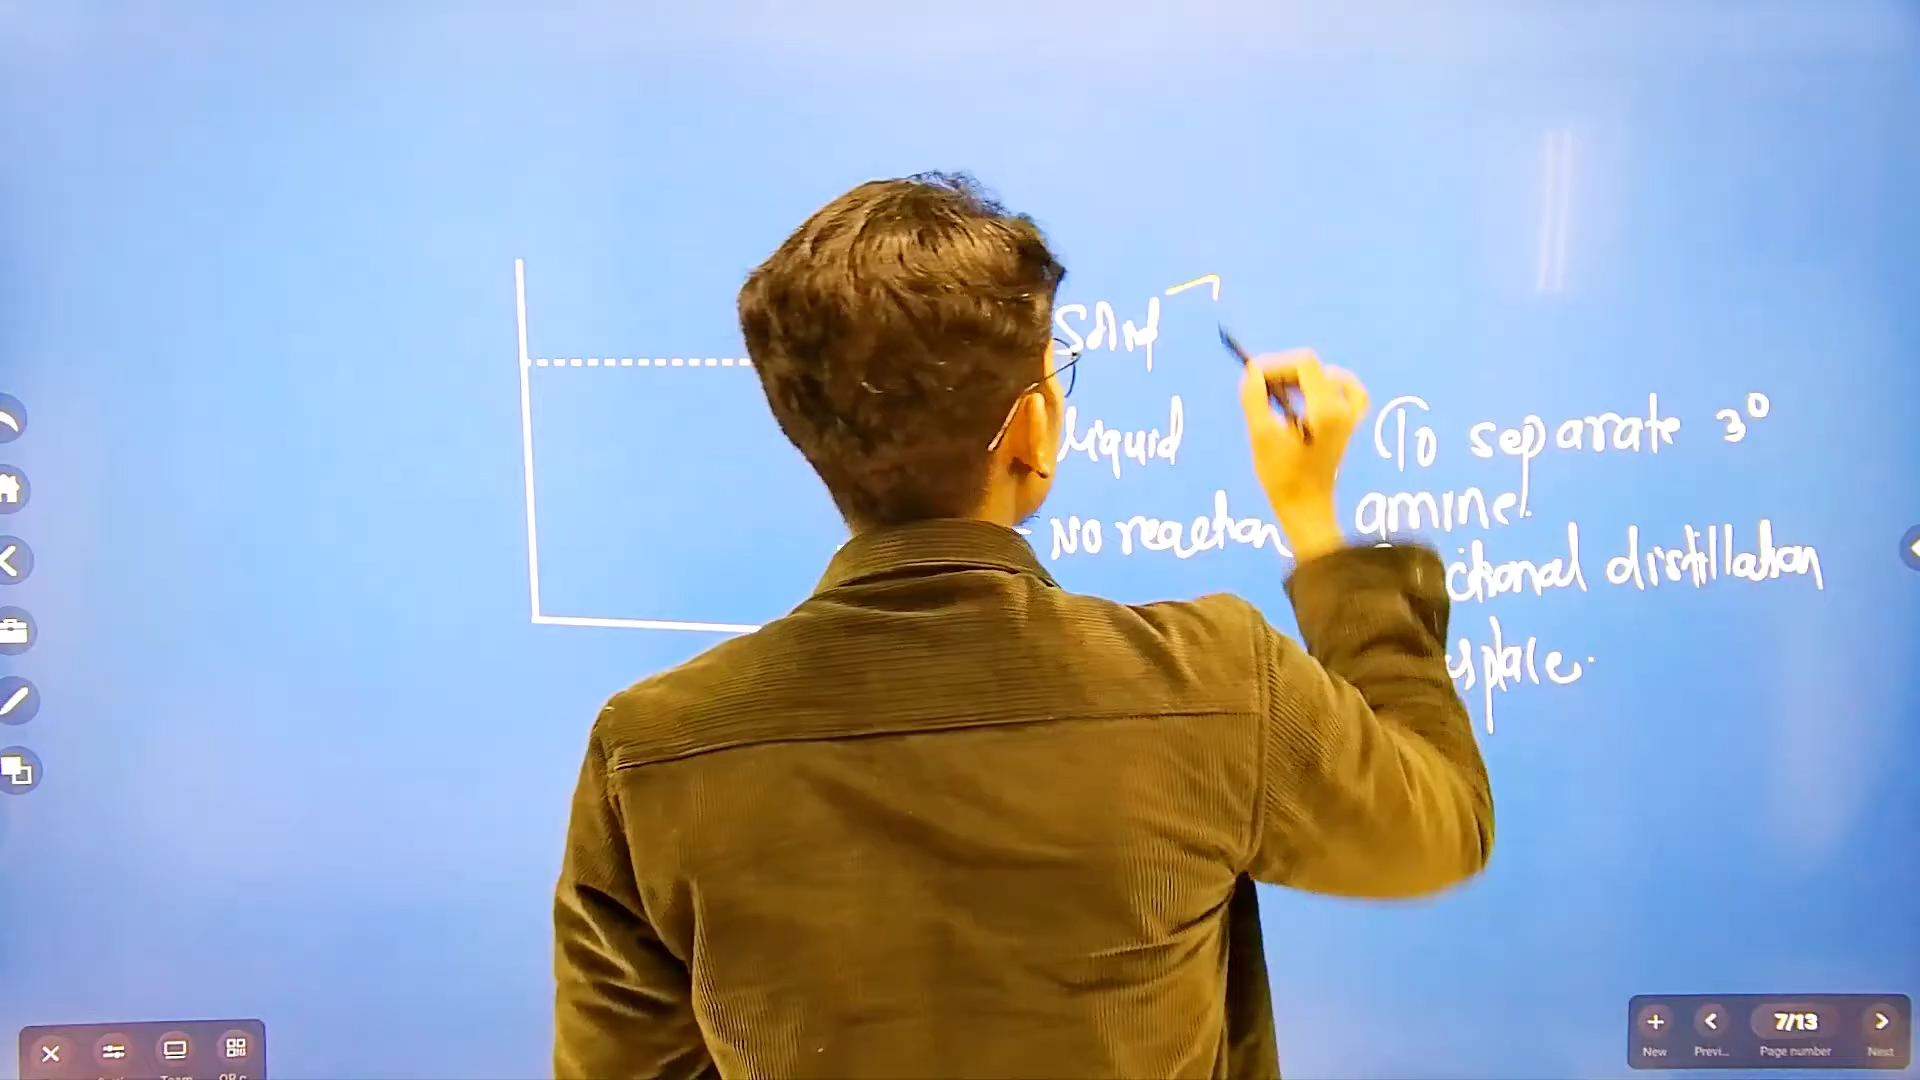 Solid
liquid
No reaction
To separate 3°
amine.
ctional distillation
place.
New
Previ...
7/13
Page number
Next